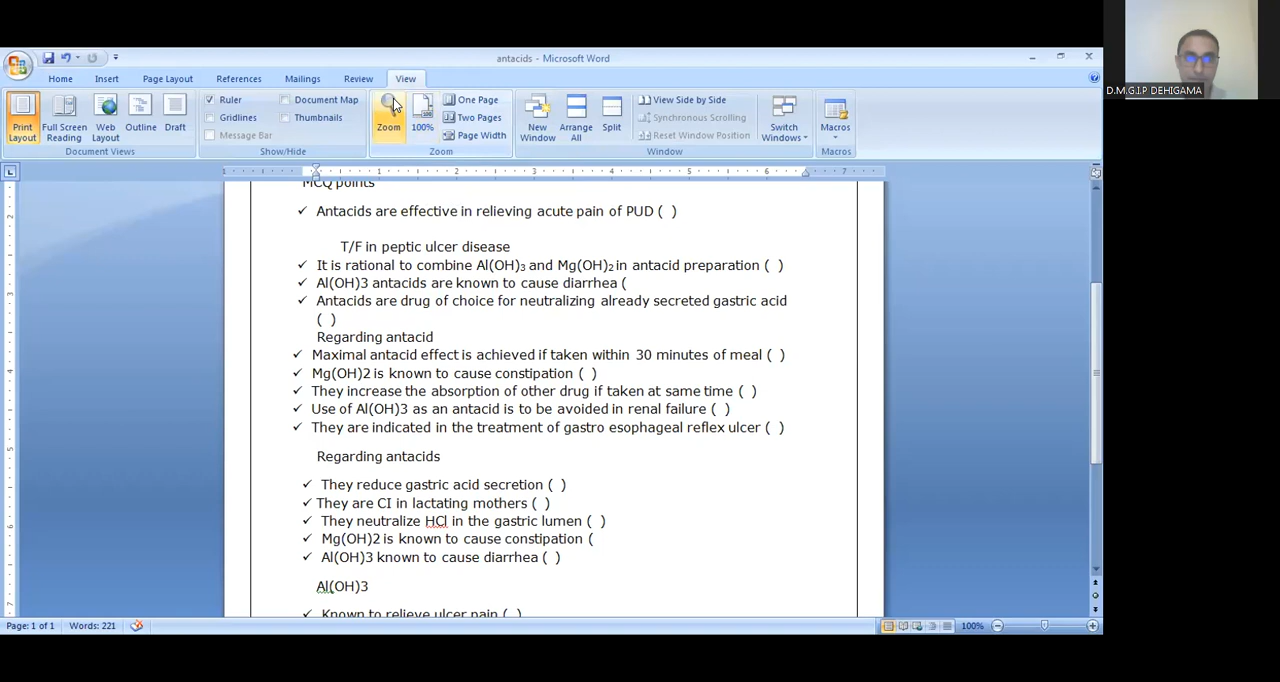 antacids - Microsoft Word
Home Insert Page Layout References Mailings Review View
Ruler Document Map One Page View Side by Side
Gridlines Thumbnails Two Pages Synchronous Scrolling
Message Bar Page Width Reset Window Position
Print Layout Full Screen Reading Web Layout Outline Draft Zoom 100% New Window Arrange All Split Switch Windows Macros
Document Views Show/Hide Zoom Window Macros
D.M.G.I.P DEHIGAMA
1 1 2 3 4 5 6 7
MCQ points
✓ Antacids are effective in relieving acute pain of PUD ( )
T/F in peptic ulcer disease
✓ It is rational to combine Al(OH)3 and Mg(OH)2 in antacid preparation ( )
✓ Al(OH)3 antacids are known to cause diarrhea (
✓ Antacids are drug of choice for neutralizing already secreted gastric acid
( )
Regarding antacid
✓ Maximal antacid effect is achieved if taken within 30 minutes of meal ( )
✓ Mg(OH)2 is known to cause constipation ( )
✓ They increase the absorption of other drug if taken at same time ( )
✓ Use of Al(OH)3 as an antacid is to be avoided in renal failure ( )
✓ They are indicated in the treatment of gastro esophageal reflex ulcer ( )
Regarding antacids
✓ They reduce gastric acid secretion ( )
✓ They are CI in lactating mothers ( )
✓ They neutralize HCl in the gastric lumen ( )
✓ Mg(OH)2 is known to cause constipation (
✓ Al(OH)3 known to cause diarrhea ( )
Al(OH)3
✓ Known to relieve ulcer pain ( )
Page: 1 of 1 Words: 221 100%